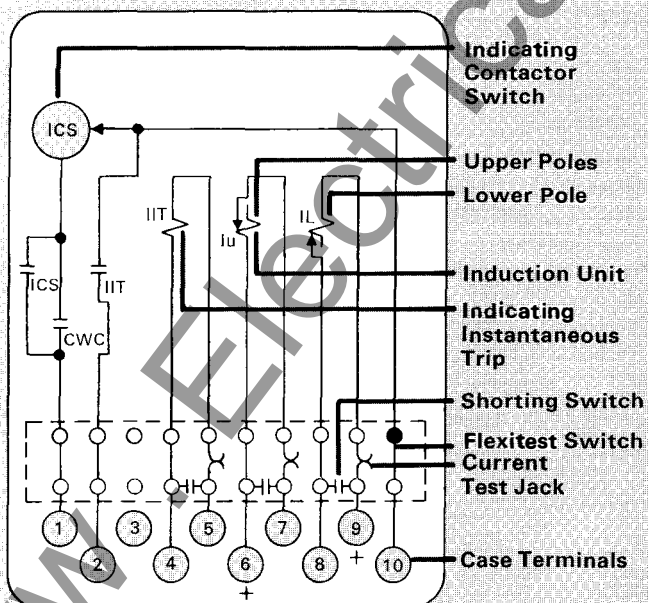 Indicating
Contactor
Switch
ICS
Upper Poles
Lower Pole
IIT
Iu
IL
Induction Unit
ICS
IIT
CWC
Indicating
Instantaneous
Trip
Shorting Switch
Flexitest Switch
Current
Test Jack
1
3
5
7
9
+
2
4
6
8
10
+
Case Terminals
w . Electrica